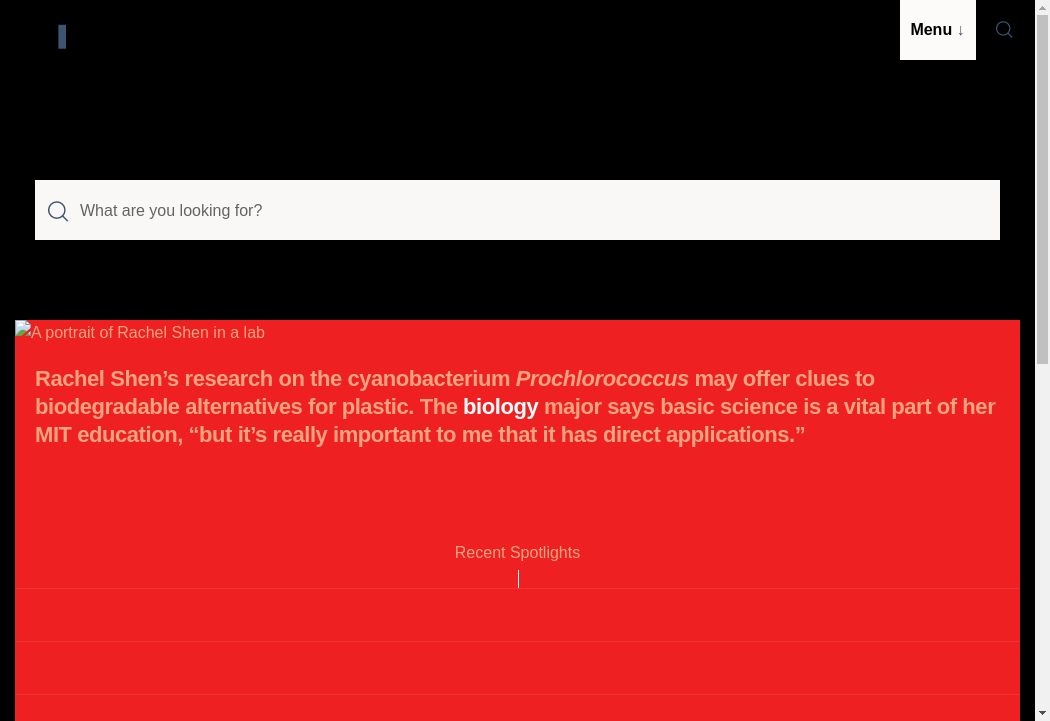 Menu ↓
What are you looking for?
A portrait of Rachel Shen in a lab
Rachel Shen’s research on the cyanobacterium Prochlorococcus may offer clues to
biodegradable alternatives for plastic. The biology major says basic science is a vital part of her
MIT education, “but it’s really important to me that it has direct applications.”
Recent Spotlights